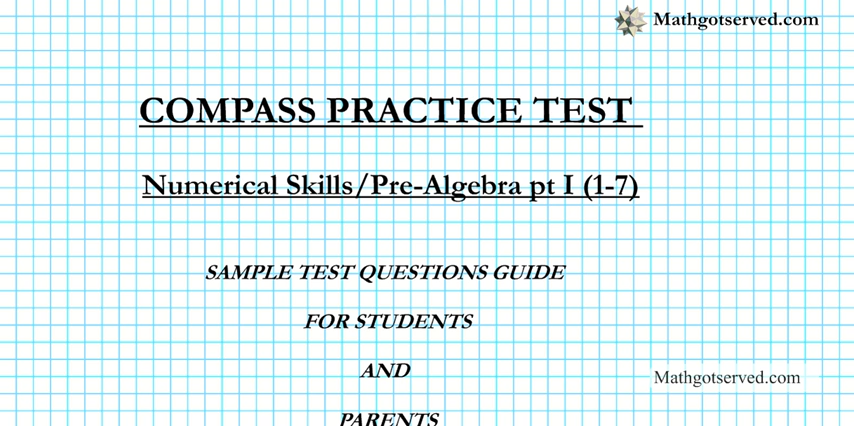 Mathgotserved.com
COMPASS PRACTICE TEST
Numerical Skills/Pre-Algebra pt I (1-7)
SAMPLE TEST QUESTIONS GUIDE
FOR STUDENTS
AND
Mathgotserved.com
PARENTS